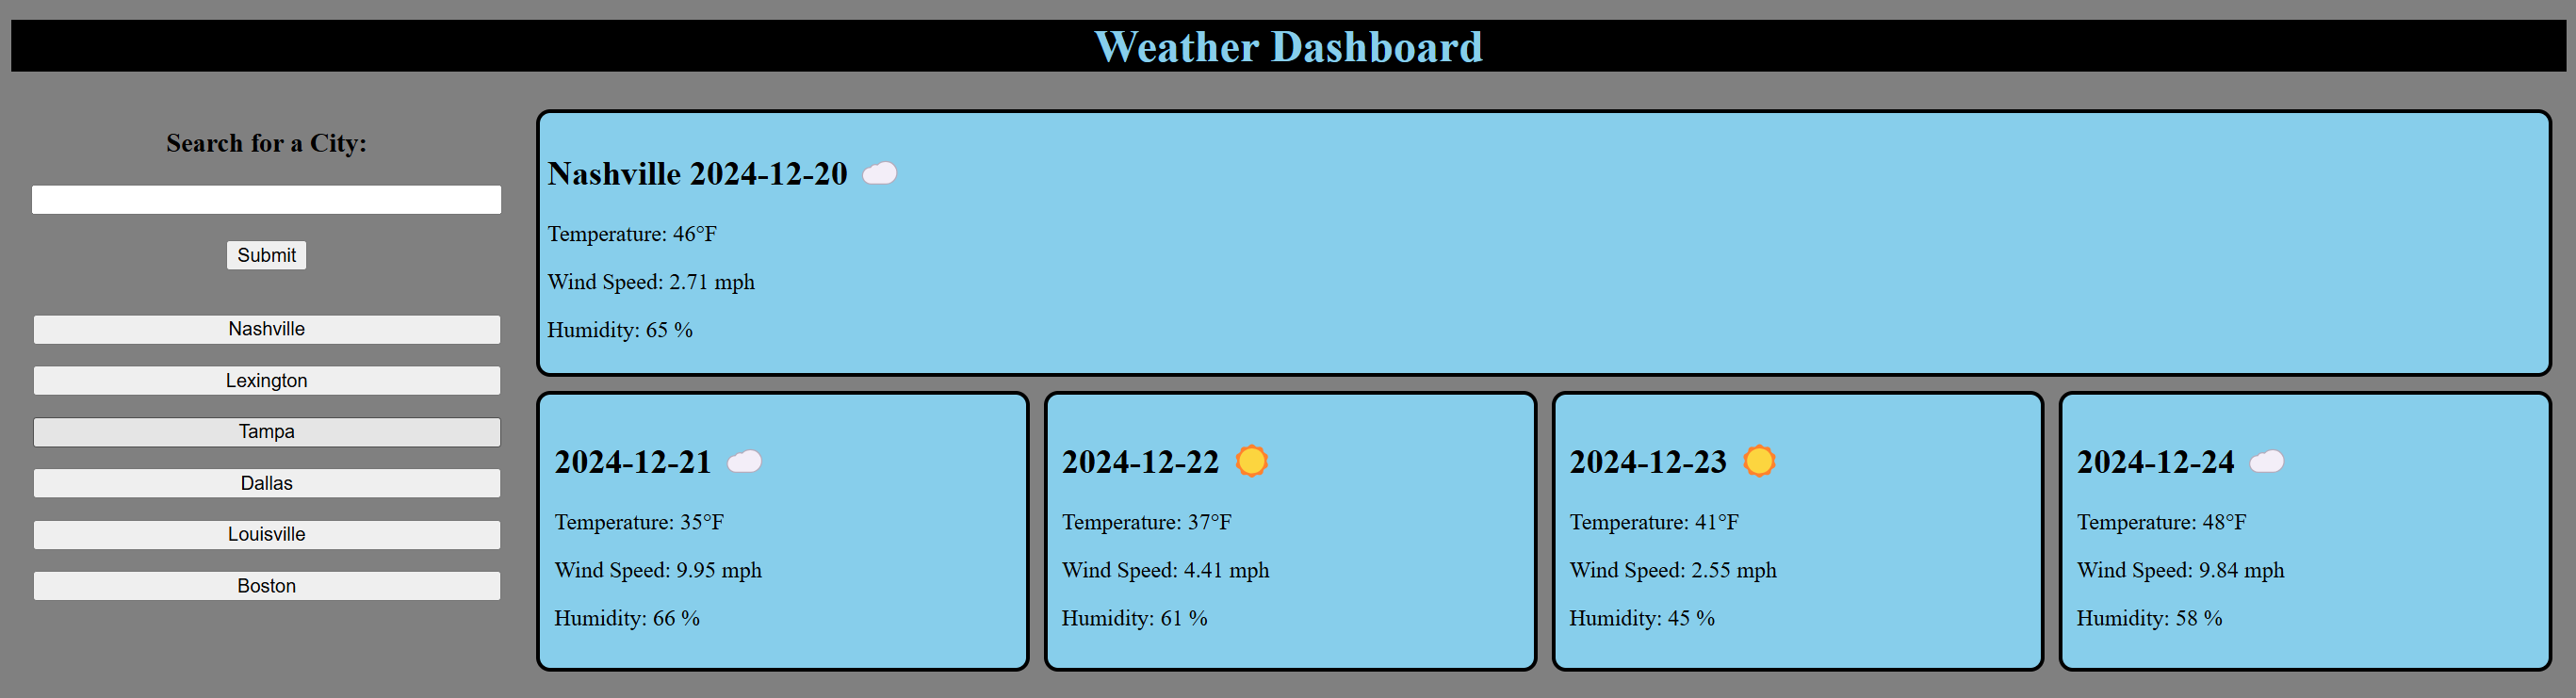 Weather Dashboard
Search for a City:
Submit
Nashville
Lexington
Tampa
Dallas
Louisville
Boston
Nashville 2024-12-20
Temperature: 46°F
Wind Speed: 2.71 mph
Humidity: 65 %
2024-12-21
Temperature: 35°F
Wind Speed: 9.95 mph
Humidity: 66 %
2024-12-22
Temperature: 37°F
Wind Speed: 4.41 mph
Humidity: 61 %
2024-12-23
Temperature: 41°F
Wind Speed: 2.55 mph
Humidity: 45 %
2024-12-24
Temperature: 48°F
Wind Speed: 9.84 mph
Humidity: 58 %